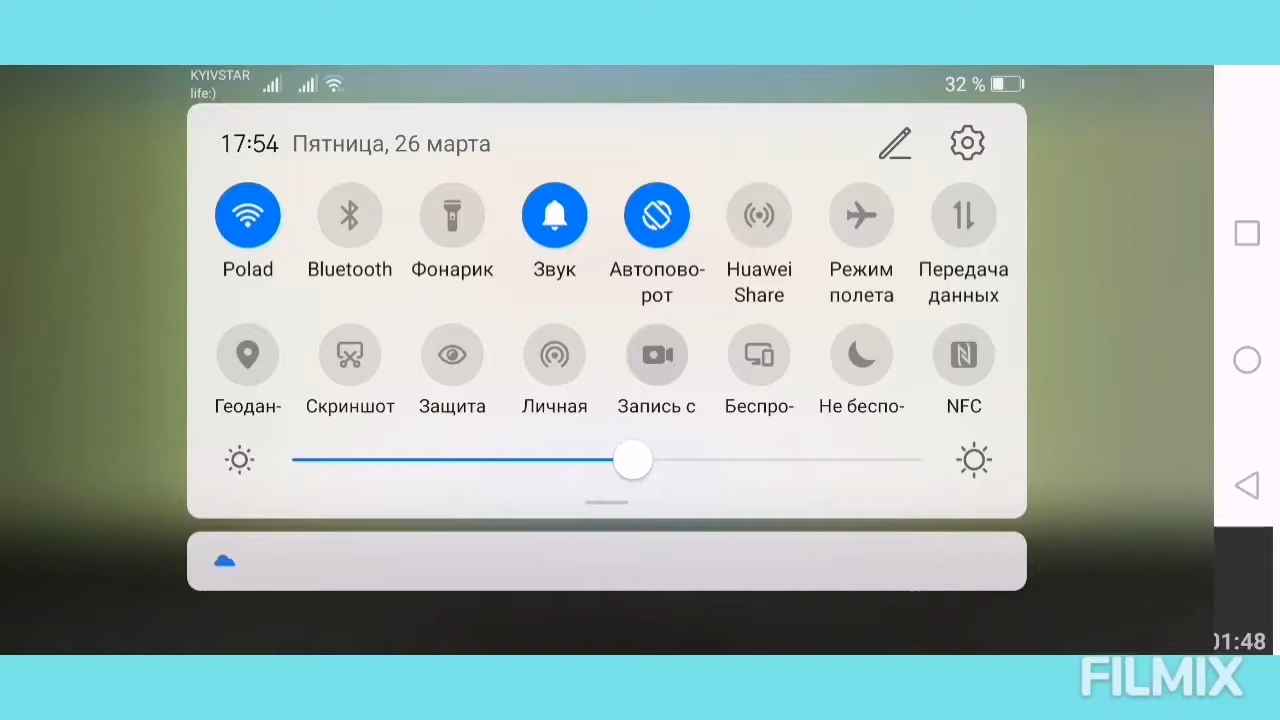 KYIVSTAR
life:)
32 %
17:54 Пятница, 26 марта
Polad
Bluetooth
Фонарик
Звук
Автопово-
рот
Huawei
Share
Режим
полета
Передача
данных
Геодан-
Скриншот
Защита
Личная
Запись с
Беспро-
Не беспо-
NFC
01:48
FILMIX